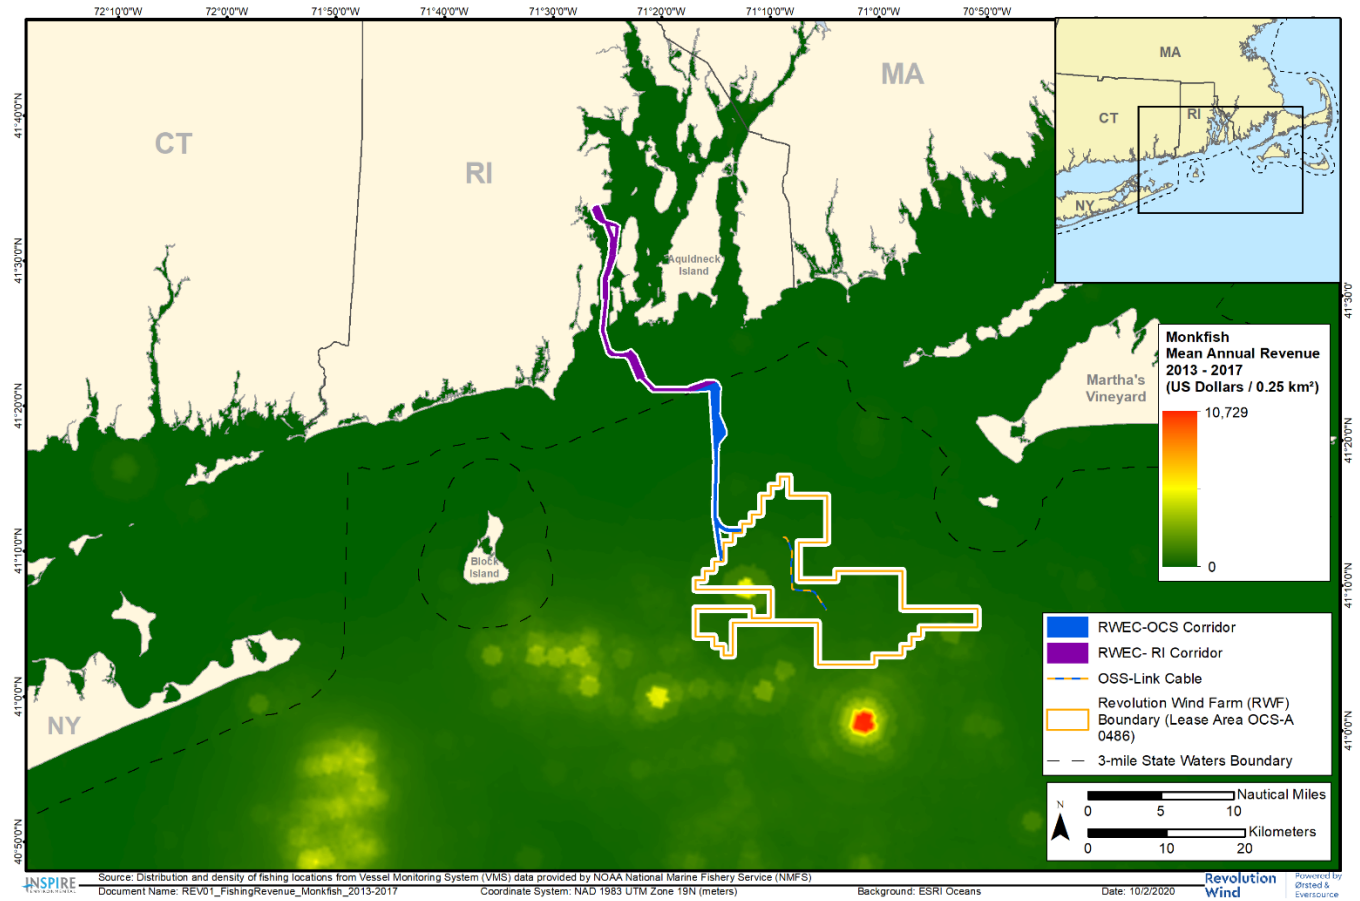 72°10'0"W 72°0'0"W 71°50'0"W 71°40'0"W 71°30'0"W 71°20'0"W 71°10'0"W 71°0'0"W 70°50'0"W
MA
CT
RI
NY
MA
CT
RI
Aquidneck
Island
Martha's
Vineyard
Block
Island
NY
41°40'0"N
41°30'0"N
41°20'0"N
41°10'0"N
41°0'0"N
40°50'0"N
41°30'0"
41°20'0"N
41°10'0"N
41°0'0"N
Monkfish
Mean Annual Revenue
2013 - 2017
(US Dollars / 0.25 km²)
10,729
0
RWEC-OCS Corridor
RWEC- RI Corridor
OSS-Link Cable
Revolution Wind Farm (RWF)
Boundary (Lease Area OCS-A
0486)
3-mile State Waters Boundary
N
Nautical Miles
0 5 10
Kilometers
0 10 20
INSPIRE
ENVIRONMENTAL
Source: Distribution and density of fishing locations from Vessel Monitoring System (VMS) data provided by NOAA National Marine Fishery Service (NMFS)
Document Name: REV01_FishingRevenue_Monkfish_2013-2017 Coordinate System: NAD 1983 UTM Zone 19N (meters) Background: ESRI Oceans Date: 10/2/2020
Revolution
Wind
Powered by
Ørsted &
Eversource